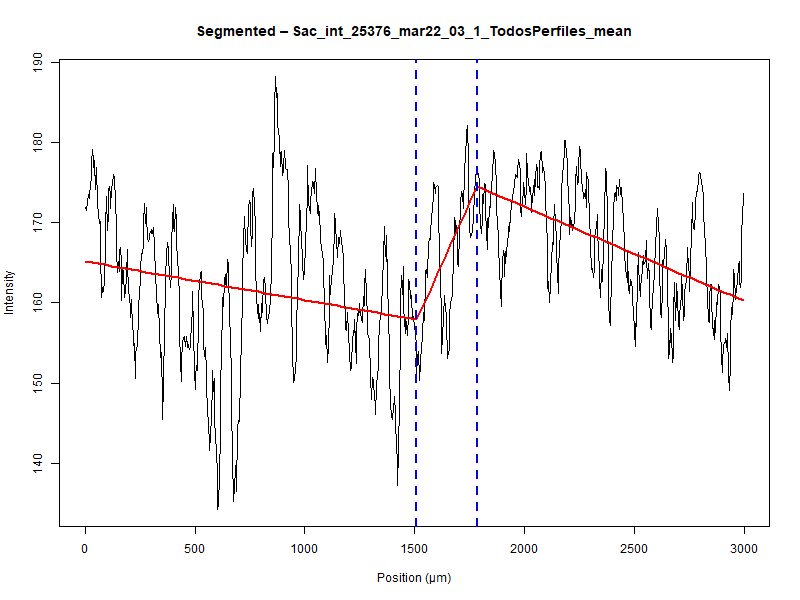 Segmented – Sac_int_25376_mar22_03_1_TodosPerfiles_mean
190
180
170
160
150
140
Intensity
0 500 1000 1500 2000 2500 3000
Position (µm)